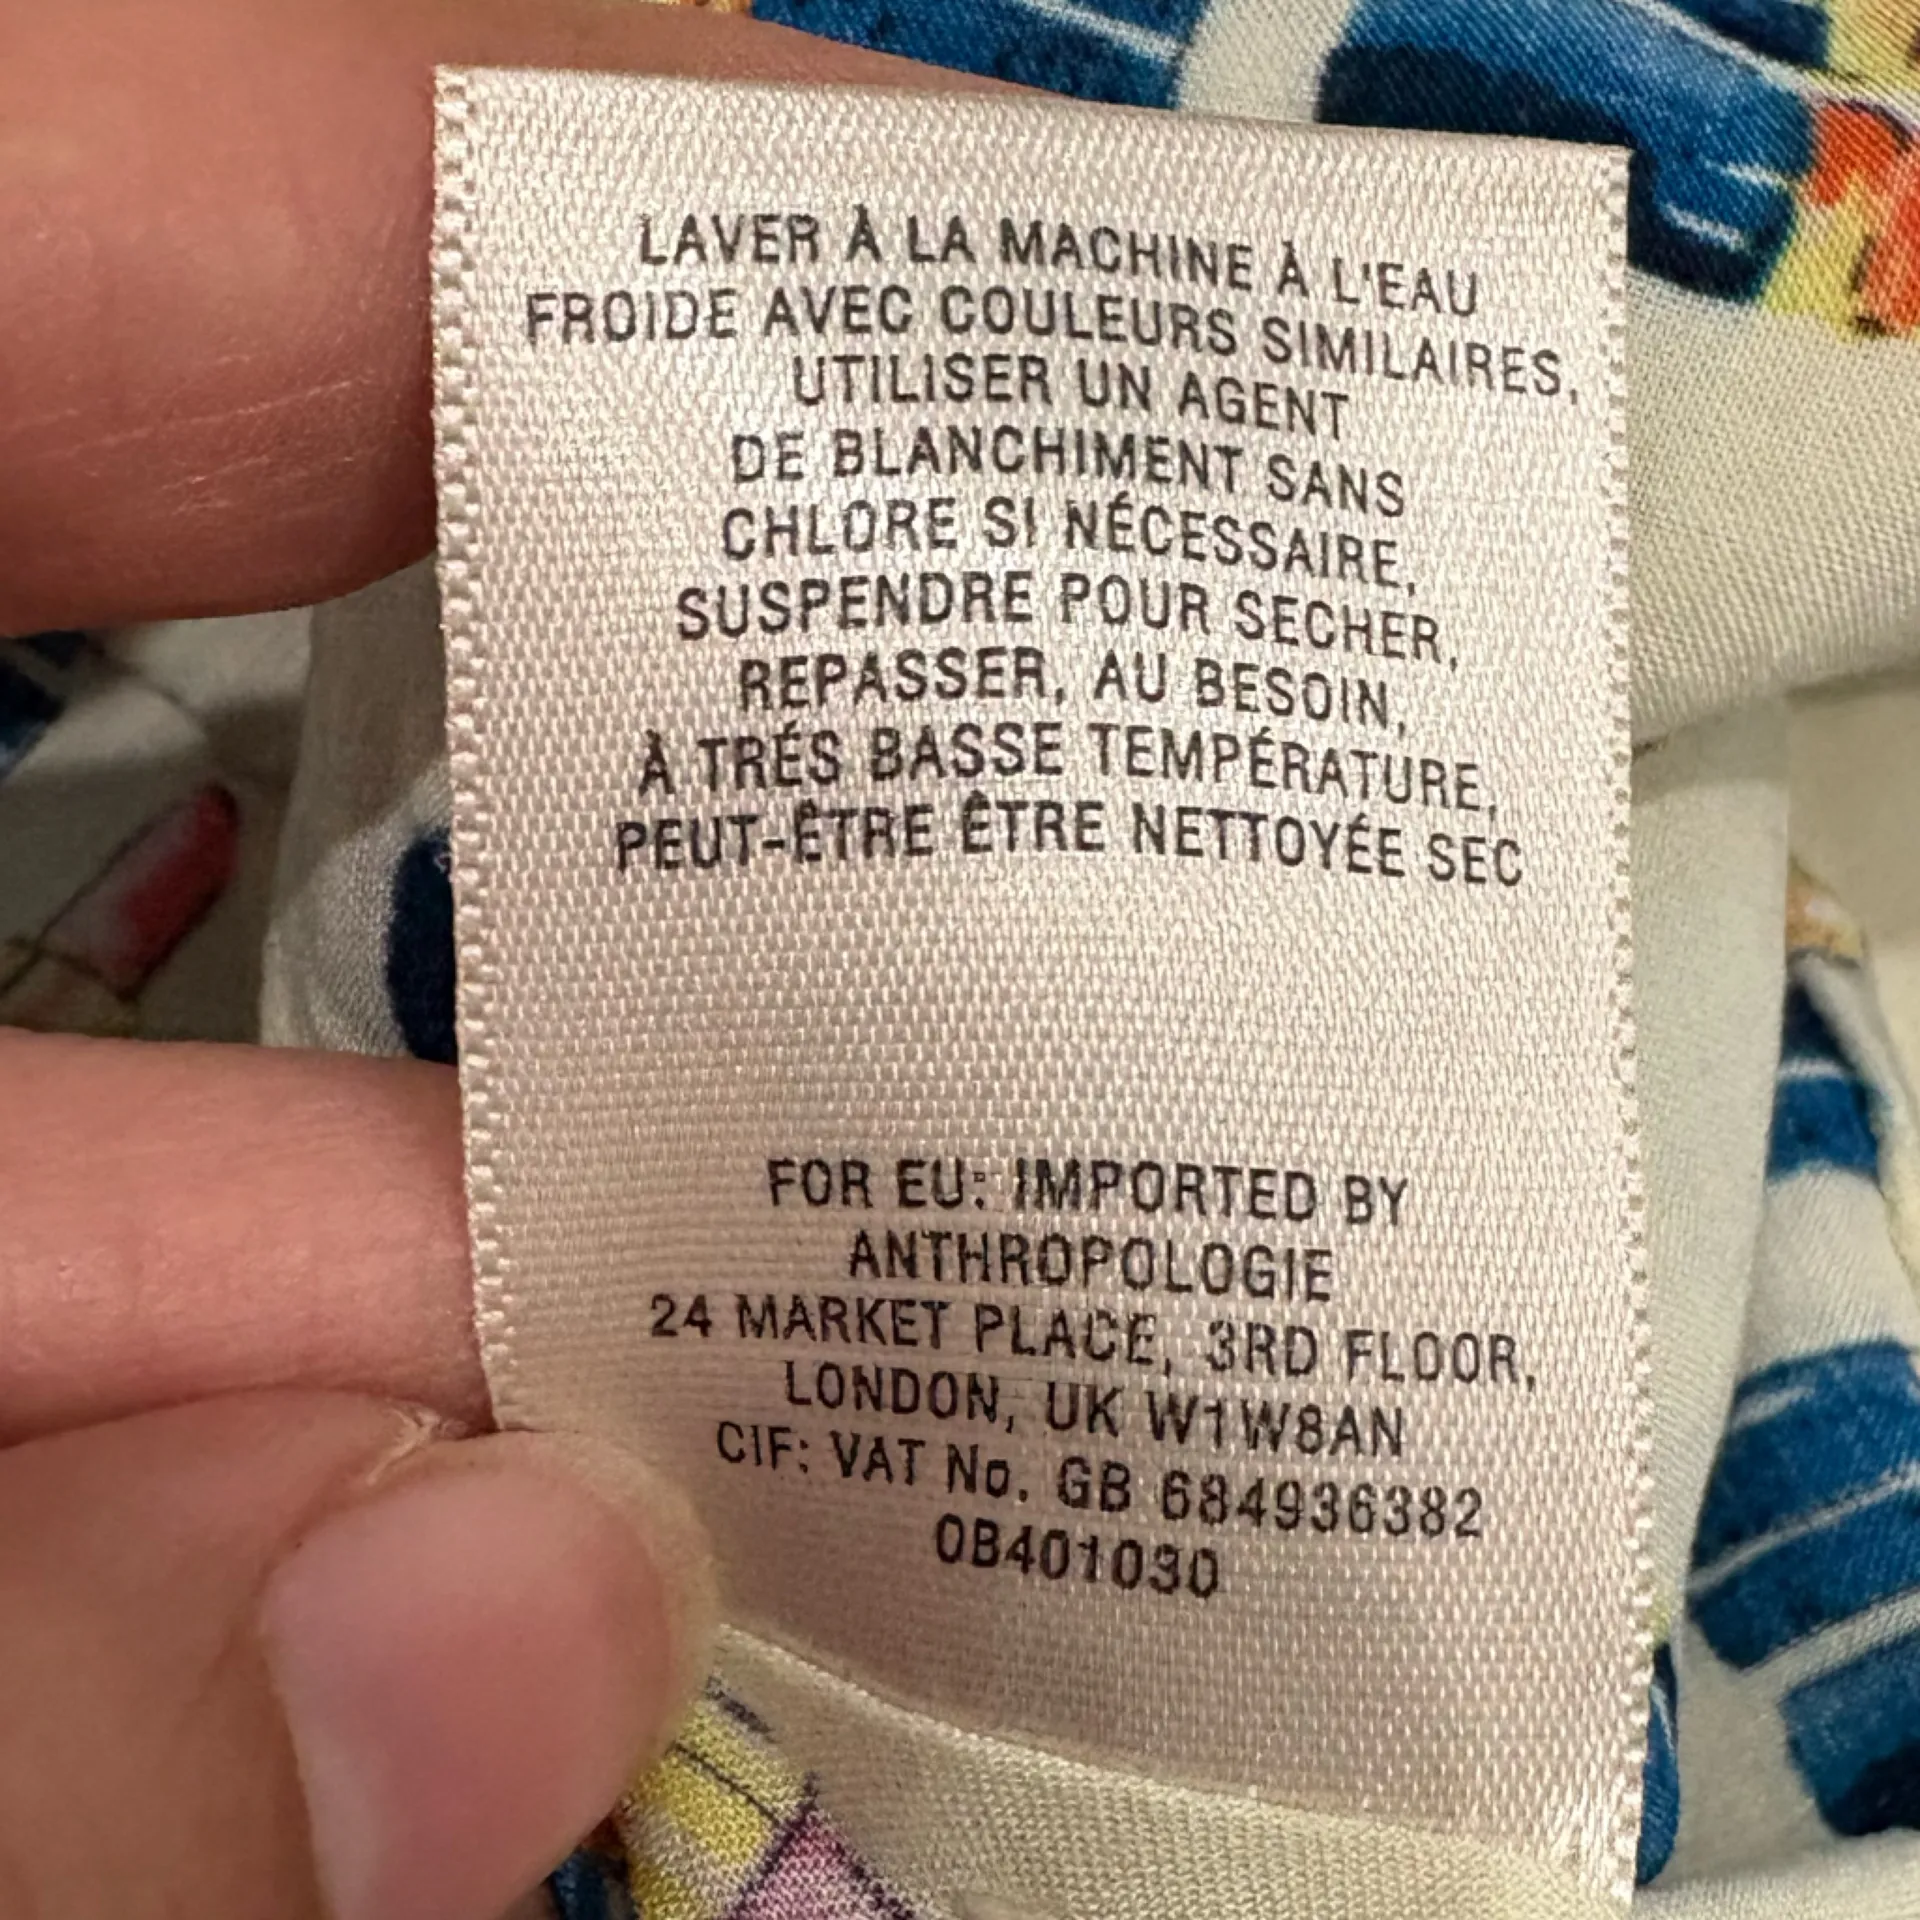 LAVER À LA MACHINE À L'EAU
FROIDE AVEC COULEURS SIMILAIRES,
UTILISER UN AGENT
DE BLANCHIMENT SANS
CHLORE SI NÉCESSAIRE,
SUSPENDRE POUR SECHER,
REPASSER, AU BESOIN,
À TRÉS BASSE TEMPÉRATURE,
PEUT-ÊTRE ÊTRE NETTOYÉE SEC
FOR EU: IMPORTED BY
ANTHROPOLOGIE
24 MARKET PLACE, 3RD FLOOR,
LONDON, UK W1W8AN
CIF: VAT No. GB 684936382
0B401030